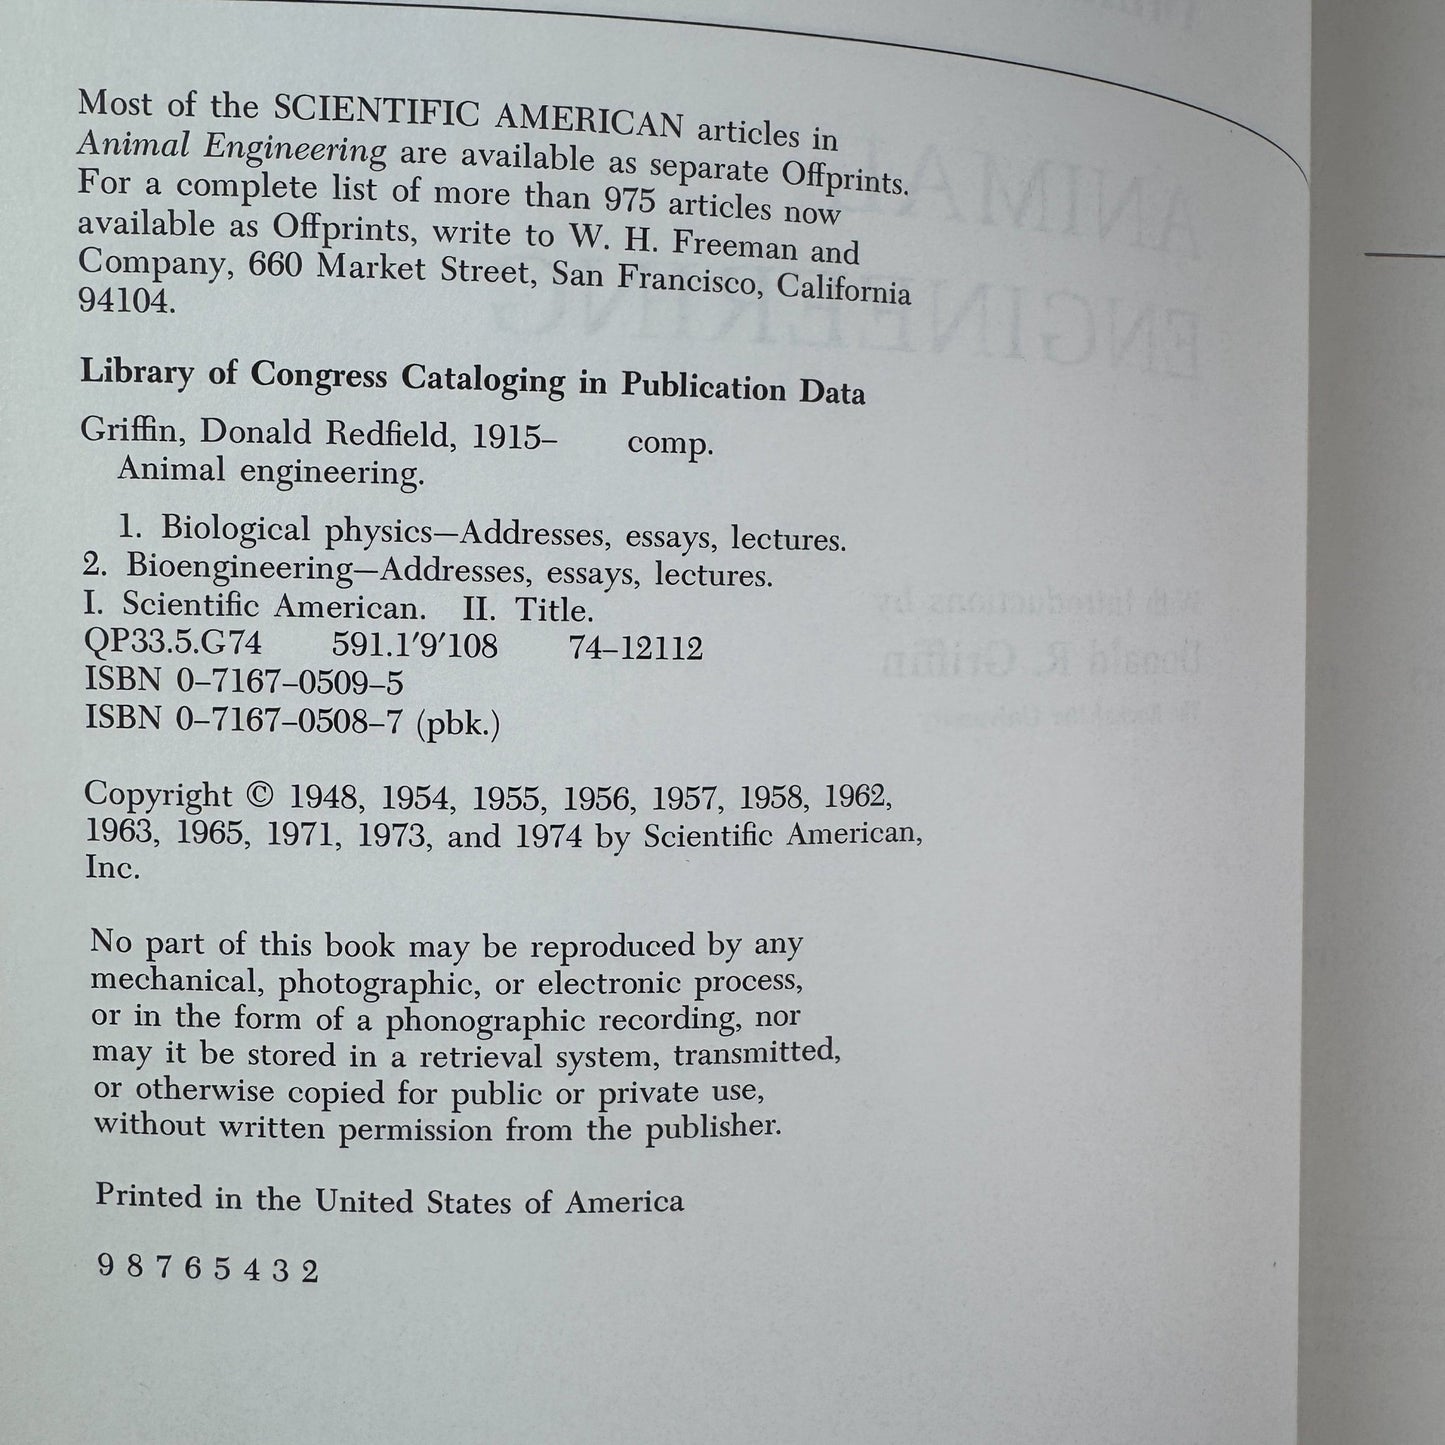 Most of the SCIENTIFIC AMERICAN articles in
Animal Engineering are available as separate Offprints.
For a complete list of more than 975 articles now
available as Offprints, write to W. H. Freeman and
Company, 660 Market Street, San Francisco, California
94104.
Library of Congress Cataloging in Publication Data
Griffin, Donald Redfield, 1915– comp.
Animal engineering.
1. Biological physics—Addresses, essays, lectures.
2. Bioengineering—Addresses, essays, lectures.
I. Scientific American. II. Title.
QP33.5.G74 591.1′9′108 74–12112
ISBN 0–7167–0509–5
ISBN 0–7167–0508–7 (pbk.)
Copyright © 1948, 1954, 1955, 1956, 1957, 1958, 1962,
1963, 1965, 1971, 1973, and 1974 by Scientific American,
Inc.
No part of this book may be reproduced by any
mechanical, photographic, or electronic process,
or in the form of a phonographic recording, nor
may it be stored in a retrieval system, transmitted,
or otherwise copied for public or private use,
without written permission from the publisher.
Printed in the United States of America
9 8 7 6 5 4 3 2